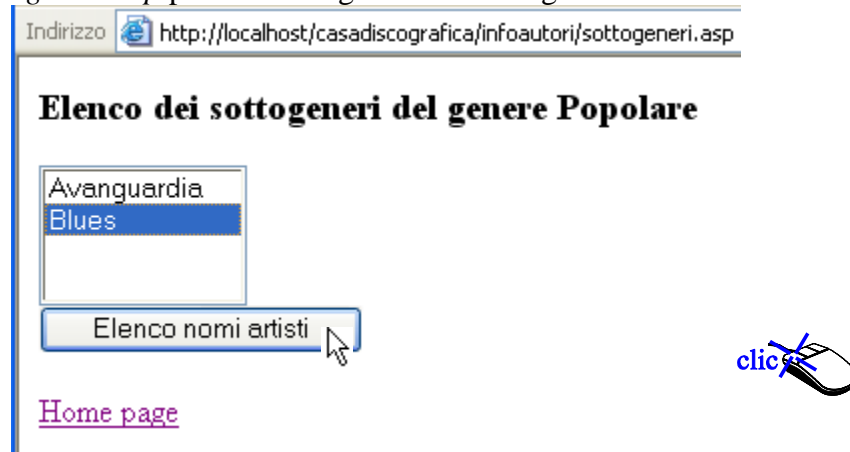 Indirizzo http://localhost/casadiscografica/infoautori/sottogeneri.asp
Elenco dei sottogeneri del genere Popolare
Avanguardia
Blues
Elenco nomi artisti
clic
Home page